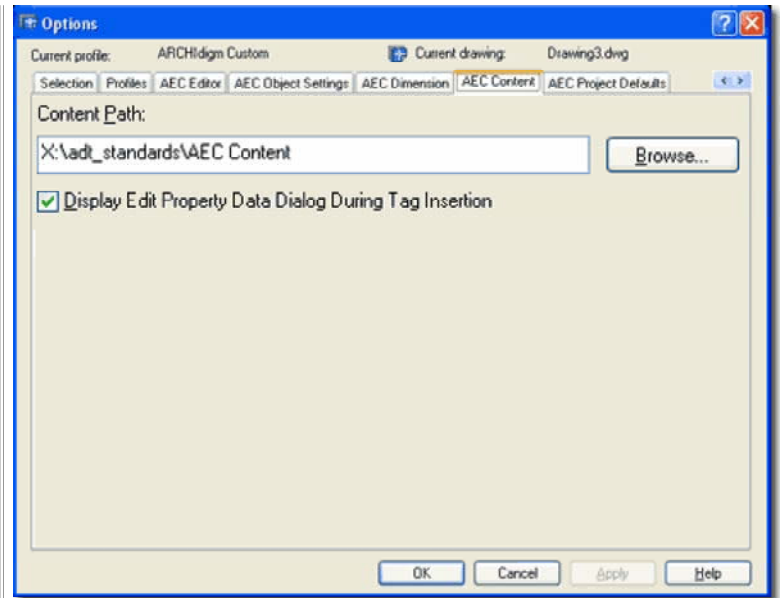 Options
Current profile: ARCHIdigm Custom Current drawing: Drawing3.dwg
Selection Profiles AEC Editor AEC Object Settings AEC Dimension AEC Content AEC Project Defaults
Content Path:
X:\adt_standards\AEC Content Browse...
Display Edit Property Data Dialog During Tag Insertion
OK Cancel Apply Help